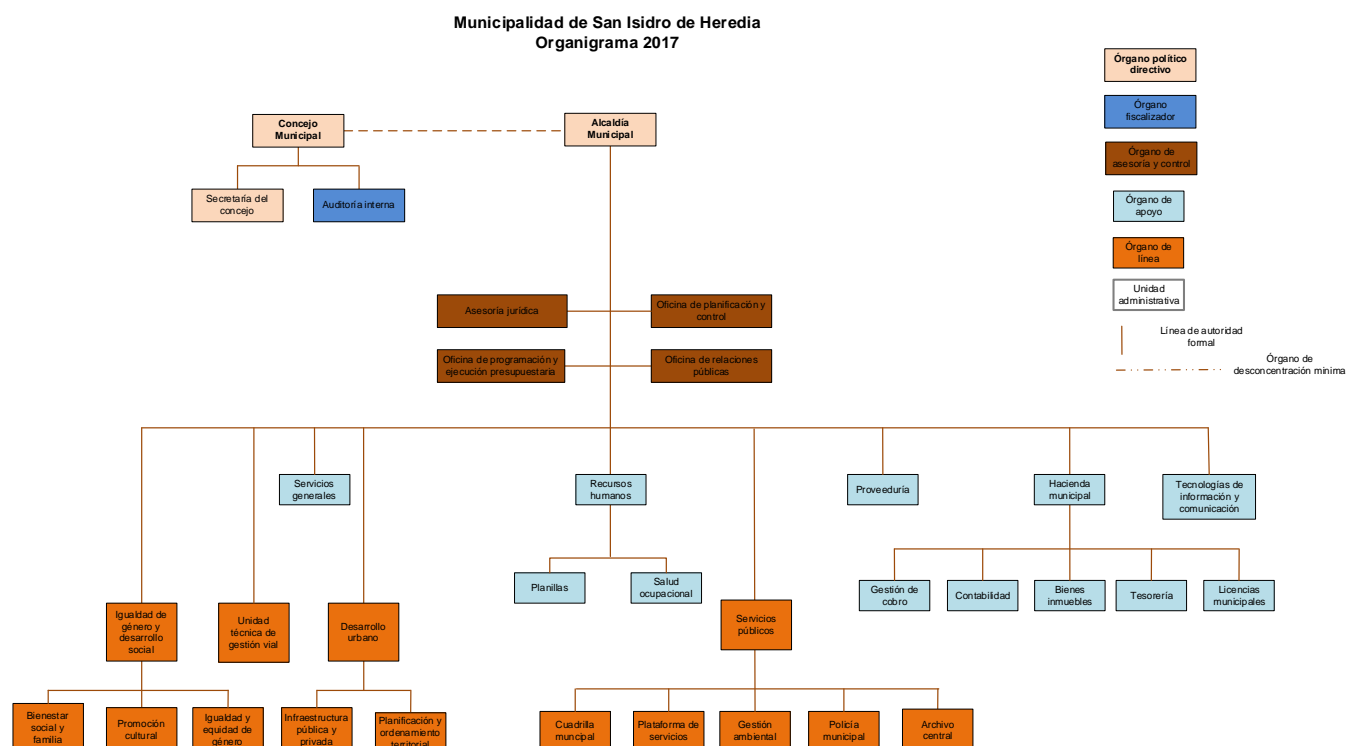 Municipalidad de San Isidro de Heredia
Organigrama 2017
Órgano político
directivo
Órgano
fiscalizador
Órgano de
asesoría y control
Órgano de
apoyo
Órgano de
línea
Unidad
administrativa
Línea de autoridad
formal
Órgano de
desconcentración mínima
Concejo
Municipal
Alcaldía
Municipal
Secretaría del
concejo
Auditoría interna
Asesoría jurídica
Oficina de planificación y
control
Oficina de programación y
ejecución presupuestaria
Oficina de relaciones
públicas
Servicios
generales
Recursos
humanos
Proveeduría
Hacienda
municipal
Tecnologías de
información y
comunicación
Planillas
Salud
ocupacional
Gestión de
cobro
Contabilidad
Bienes
inmuebles
Tesorería
Licencias
municipales
Igualdad de
género y
desarrollo
social
Unidad
técnica de
gestión vial
Desarrollo
urbano
Servicios
públicos
Bienestar
social y
familia
Promoción
cultural
Igualdad y
equidad de
género
Infraestructura
pública y
privada
Planificación y
ordenamiento
territorial
Cuadrilla
muncipal
Plataforma de
servicios
Gestión
ambiental
Policía
municipal
Archivo
central